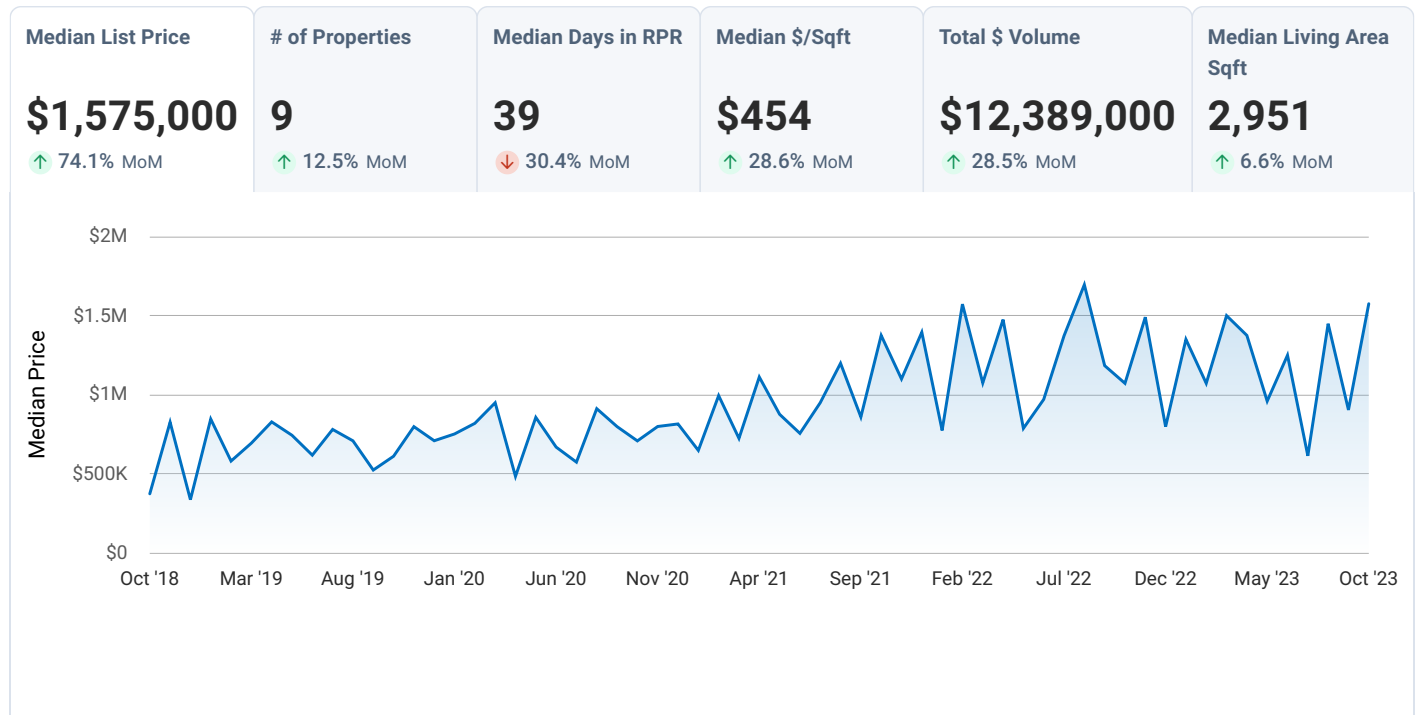 Median List Price
$1,575,000
74.1% MoM
# of Properties
9
12.5% MoM
Median Days in RPR
39
30.4% MoM
Median $/Sqft
$454
28.6% MoM
Total $ Volume
$12,389,000
28.5% MoM
Median Living Area
Sqft
2,951
6.6% MoM
Median Price
$2M
$1.5M
$1M
$500K
$0
Oct '18 Mar '19 Aug '19 Jan '20 Jun '20 Nov '20 Apr '21 Sep '21 Feb '22 Jul '22 Dec '22 May '23 Oct '23